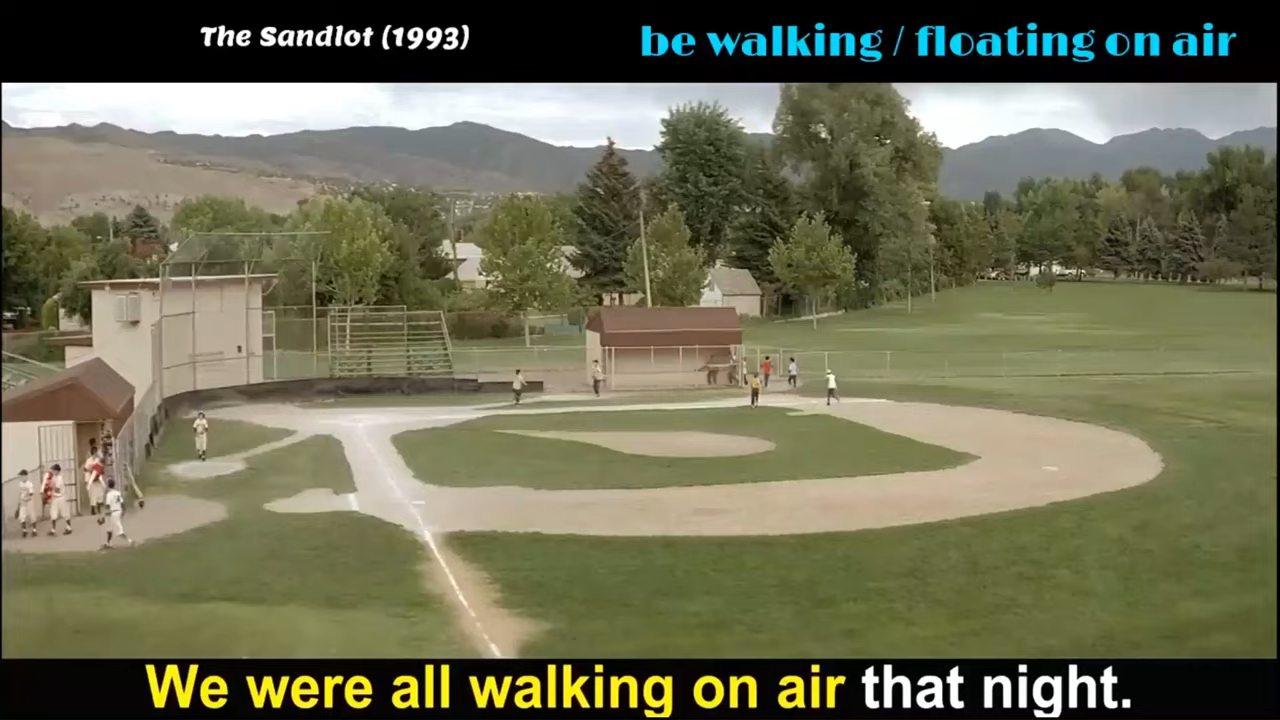 The Sandlot (1993)
be walking / floating on air
We were all walking on air that night.